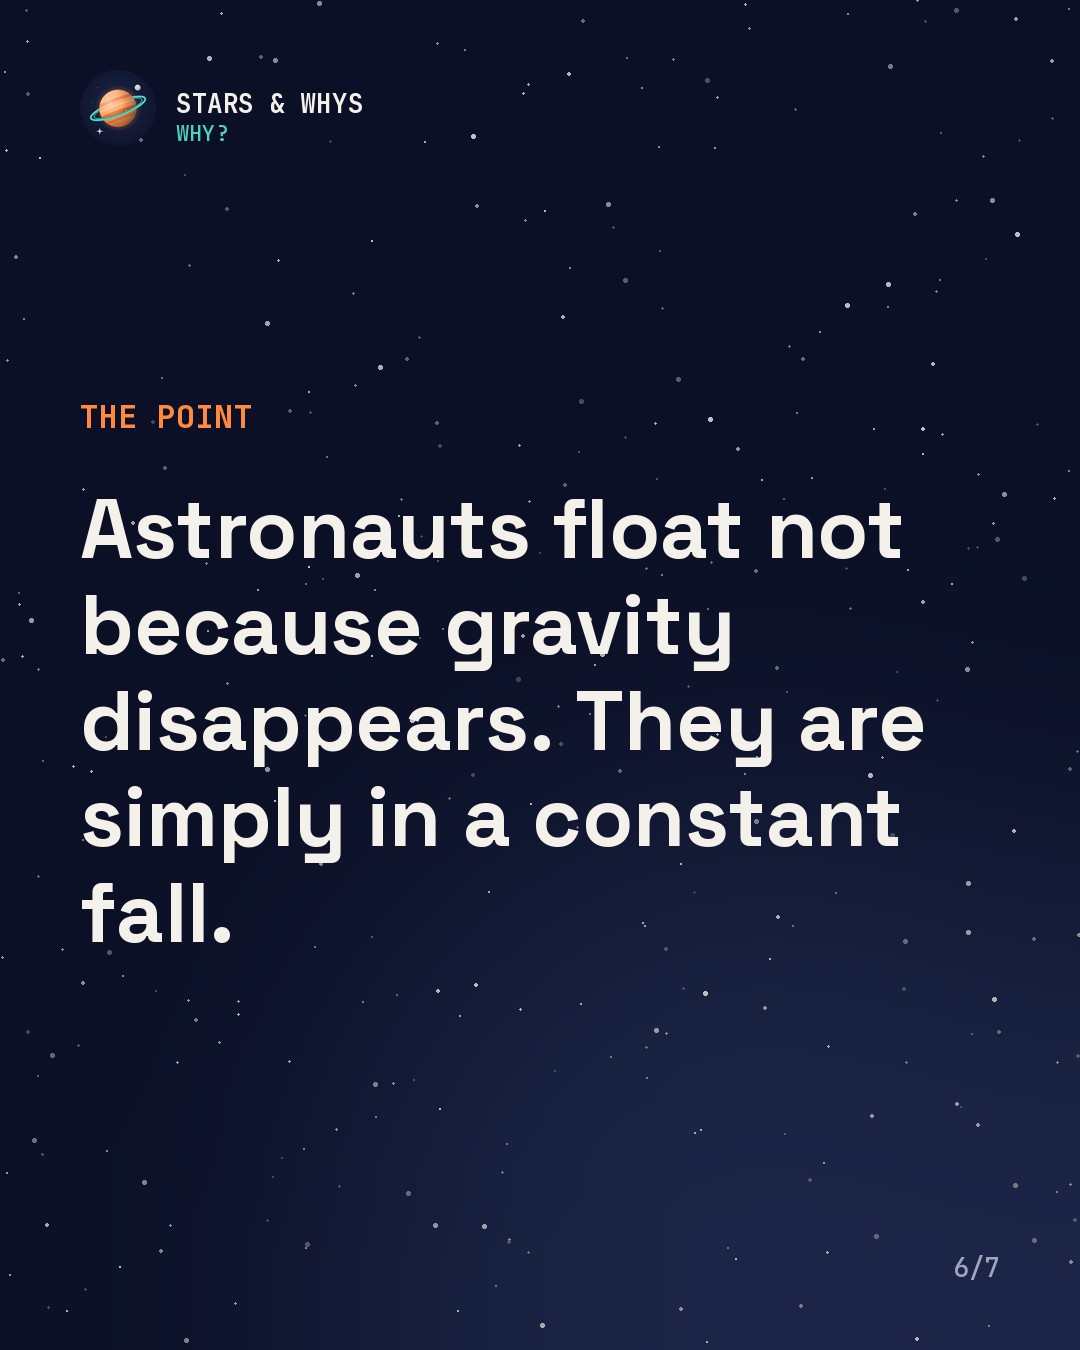 STARS & WHYS
WHY?
THE POINT
Astronauts float not
because gravity
disappears. They are
simply in a constant
fall.
6/7